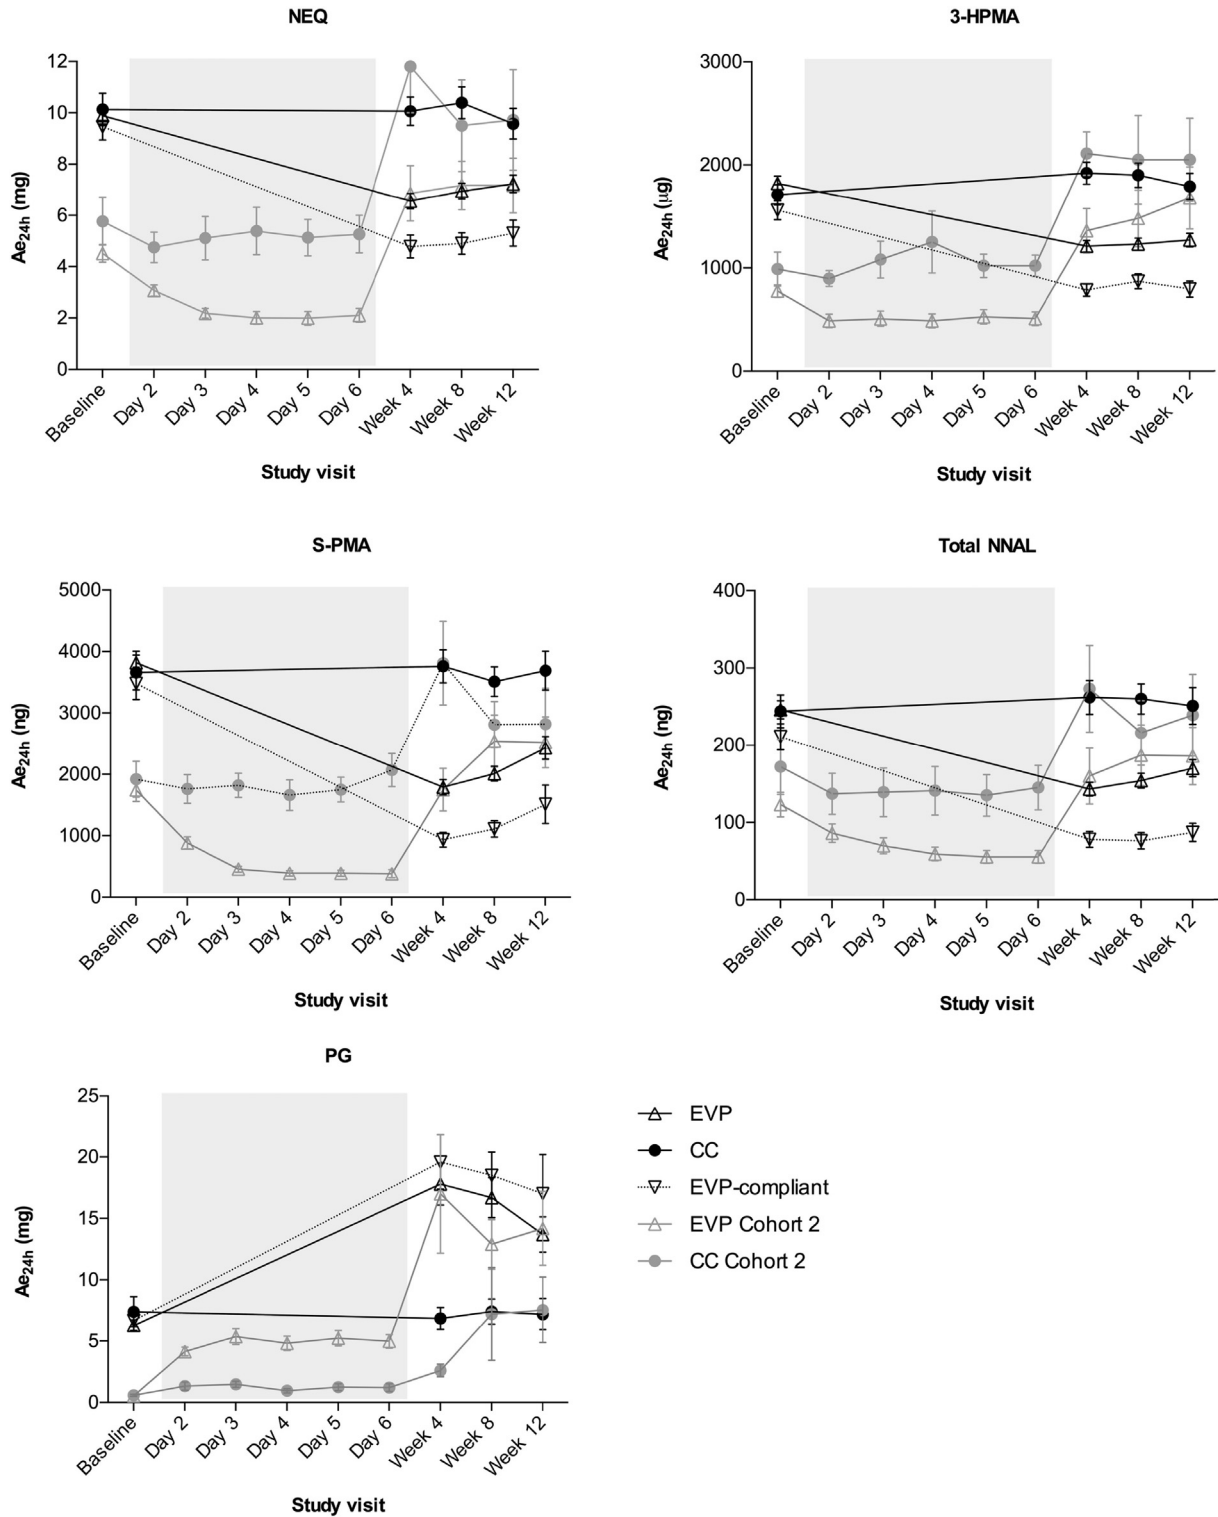 NEQ
Ae24h (mg)
12
10
8
6
4
2
0
Baseline
Day 2
Day 3
Day 4
Day 5
Day 6
Week 4
Week 8
Week 12
Study visit
3-HPMA
Ae24h (µg)
3000
2000
1000
0
Baseline
Day 2
Day 3
Day 4
Day 5
Day 6
Week 4
Week 8
Week 12
Study visit
S-PMA
Ae24h (ng)
5000
4000
3000
2000
1000
0
Baseline
Day 2
Day 3
Day 4
Day 5
Day 6
Week 4
Week 8
Week 12
Study visit
Total NNAL
Ae24h (ng)
400
300
200
100
0
Baseline
Day 2
Day 3
Day 4
Day 5
Day 6
Week 4
Week 8
Week 12
Study visit
PG
Ae24h (mg)
25
20
15
10
5
0
Baseline
Day 2
Day 3
Day 4
Day 5
Day 6
Week 4
Week 8
Week 12
Study visit
EVP
CC
EVP-compliant
EVP Cohort 2
CC Cohort 2